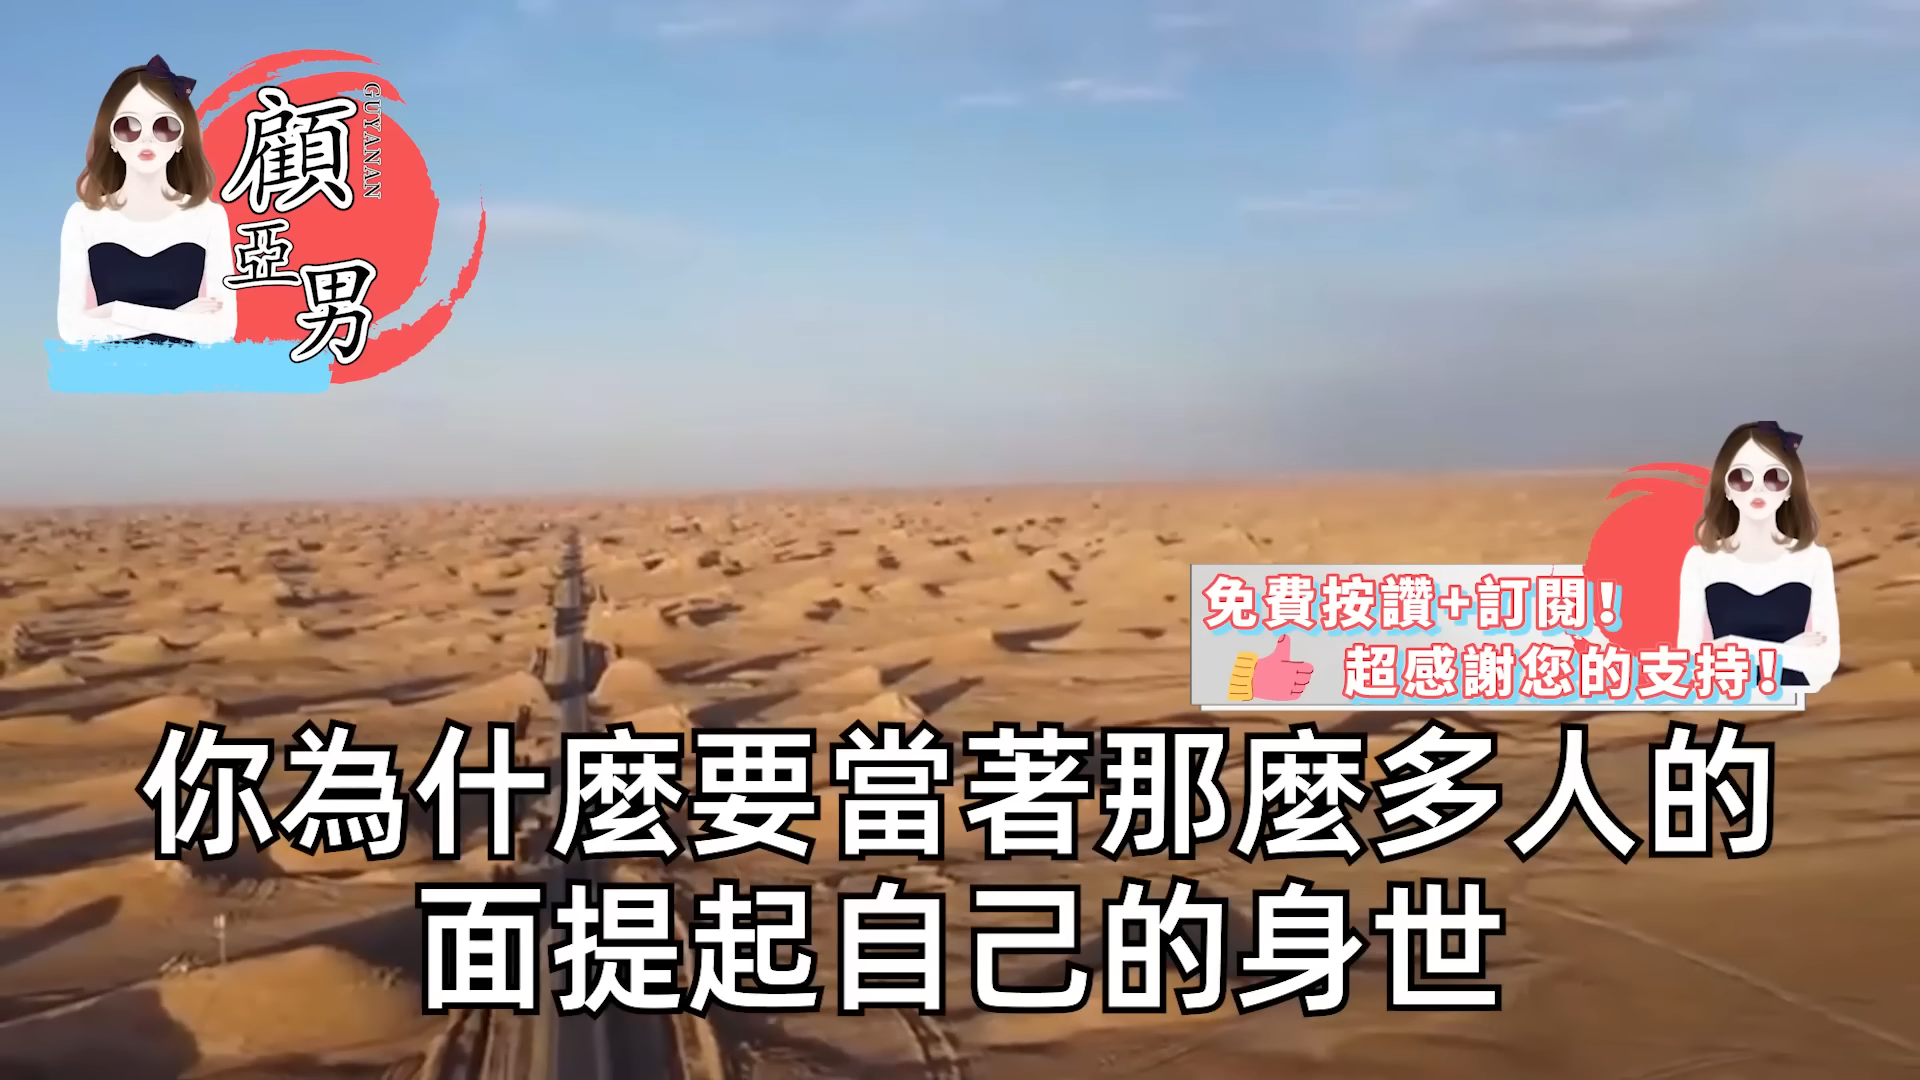 顧亞男
GUYANAN
免費按讚+訂閱!
超感謝您的支持!
你為什麼要當著那麼多人的
面提起自己的身世